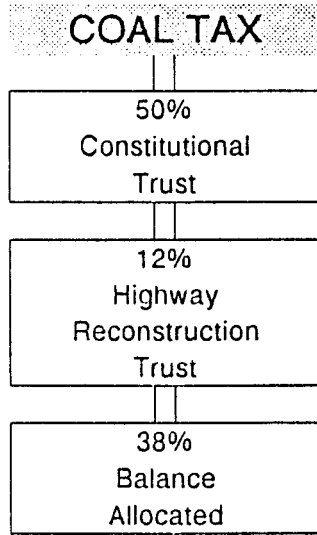 COAL TAX
50%
Constitutional
Trust
12%
Highway
Reconstruction
Trust
38%
Balance
Allocated